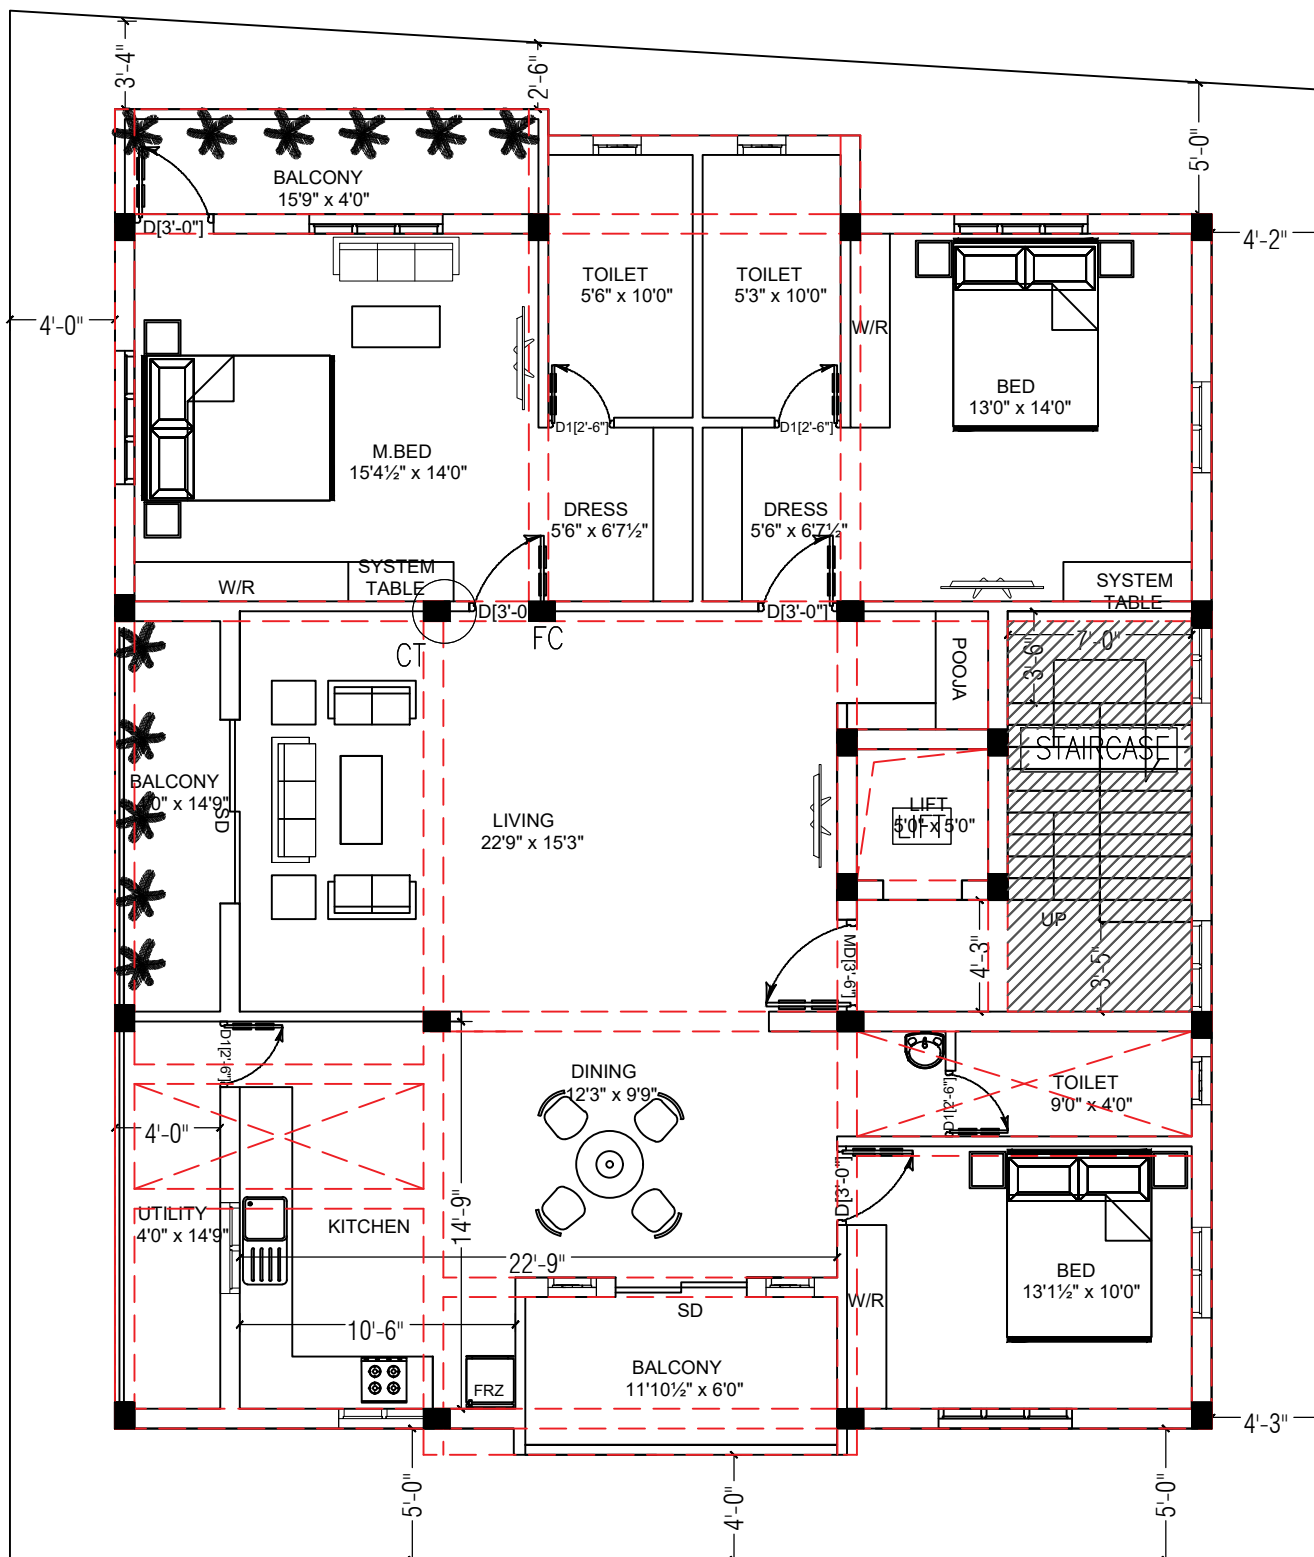 3'-4"
2'-6"
5'-0"
BALCONY
15'9" x 4'0"
D[3'-0"]
4'-2"
TOILET
5'6" x 10'0"
TOILET
5'3" x 10'0"
4'-0"
W/R
BED
13'0" x 14'0"
D1[2'-6"]
D1[2'-6"]
M.BED
15'4½" x 14'0"
DRESS
5'6" x 6'7½"
DRESS
5'6" x 6'7½"
SYSTEM
TABLE
W/R
SYSTEM
TABLE
D[3'-0
D[3'-0"]
CT
FC
POOJA
3'-6"
7'-0"
STAIRCASE
BALCONY
4'0" x 14'9"
SD
LIVING
22'9" x 15'3"
LIFT
5'0" x 5'0"
LIFT
UP
MD[3'-6"]
4'-3"
3'-5"
D1[2'-6"]
DINING
12'3" x 9'9"
TOILET
9'0" x 4'0"
D1[2'-6"]
4'-0"
D[3'-0"]
UTILITY
4'0" x 14'9"
KITCHEN
14'-9"
22'-9"
BED
13'1½" x 10'0"
W/R
SD
10'-6"
BALCONY
11'10½" x 6'0"
FRZ
4'-3"
5'-0"
4'-0"
5'-0"